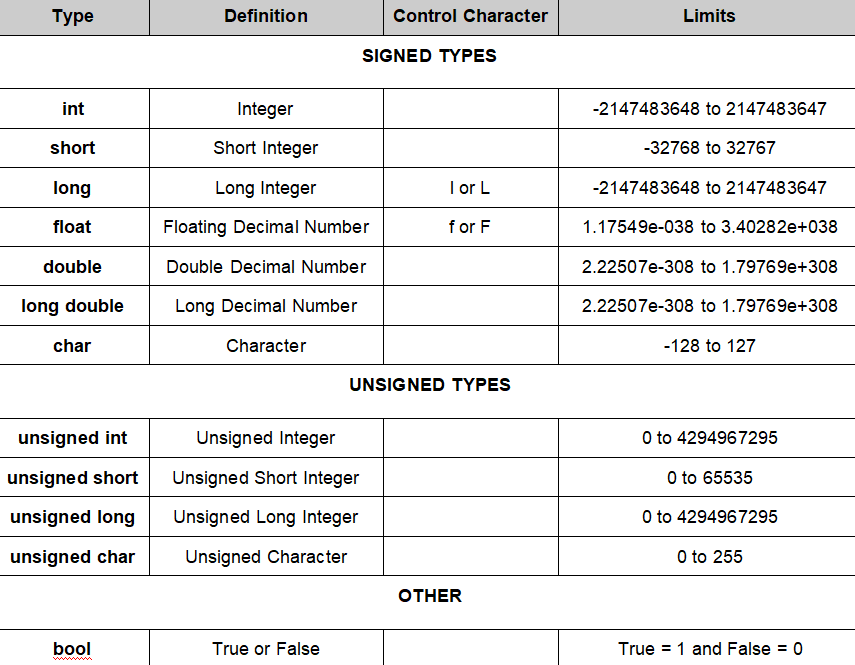 Type Definition Control Character Limits
SIGNED TYPES
int Integer -2147483648 to 2147483647
short Short Integer -32768 to 32767
long Long Integer l or L -2147483648 to 2147483647
float Floating Decimal Number f or F 1.17549e-038 to 3.40282e+038
double Double Decimal Number 2.22507e-308 to 1.79769e+308
long double Long Decimal Number 2.22507e-308 to 1.79769e+308
char Character -128 to 127
UNSIGNED TYPES
unsigned int Unsigned Integer 0 to 4294967295
unsigned short Unsigned Short Integer 0 to 65535
unsigned long Unsigned Long Integer 0 to 4294967295
unsigned char Unsigned Character 0 to 255
OTHER
bool True or False True = 1 and False = 0